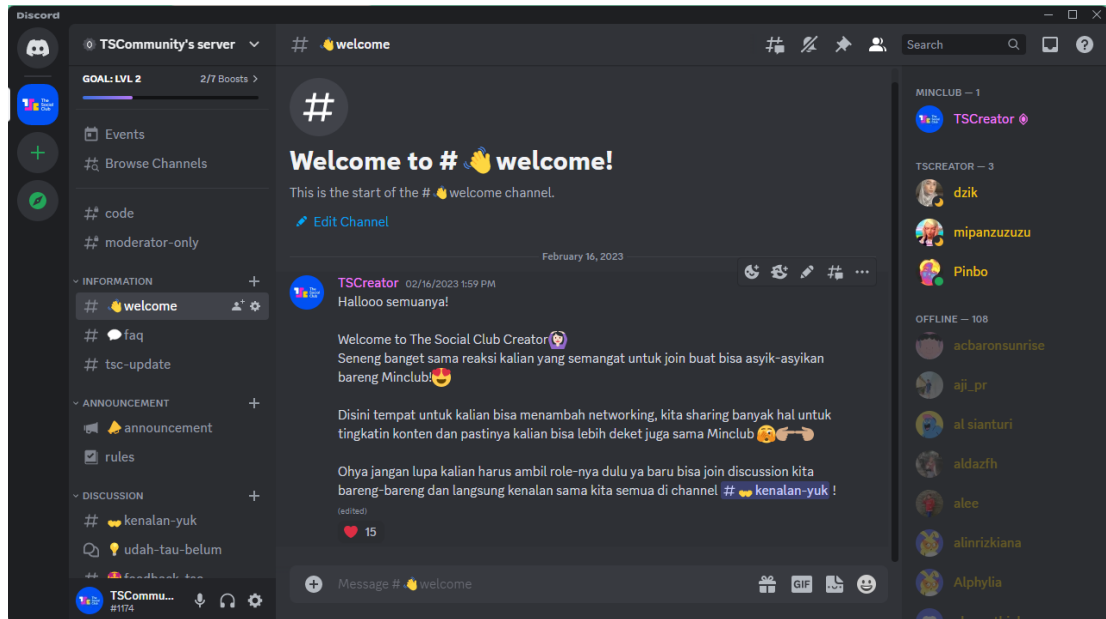 Discord
TSCommunity's server
# 👋welcome
Search
GOAL: LVL 2 2/7 Boosts >
Events
Browse Channels
code
moderator-only
INFORMATION
# 👋welcome
# 💬faq
# tsc-update
ANNOUNCEMENT
📣announcement
rules
DISCUSSION
# 🤝kenalan-yuk
💡udah-tau-belum
TSCommu...
#1174
#
Welcome to # 👋welcome!
This is the start of the # 👋welcome channel.
Edit Channel
February 16, 2023
TSCreator 02/16/2023 1:59 PM
Hallooo semuanya!
Welcome to The Social Club Creator🙆🏻‍♀️
Seneng banget sama reaksi kalian yang semangat untuk join buat bisa asyik-asyikan
bareng Minclub!😍
Disini tempat untuk kalian bisa menambah networking, kita sharing banyak hal untuk
tingkatin konten dan pastinya kalian bisa lebih deket juga sama Minclub 🫣👉🏼👈🏼
Ohya jangan lupa kalian harus ambil role-nya dulu ya baru bisa join discussion kita
bareng-bareng dan langsung kenalan sama kita semua di channel # 🤝kenalan-yuk !
(edited)
❤️ 15
Message # 👋welcome
GIF
MINCLUB — 1
TSCreator
TSCREATOR — 3
dzik
mipanzuzuzu
Pinbo
OFFLINE — 108
acbaronsunrise
aji_pr
al sianturi
aldazfh
alee
alinrizkiana
Alphylia